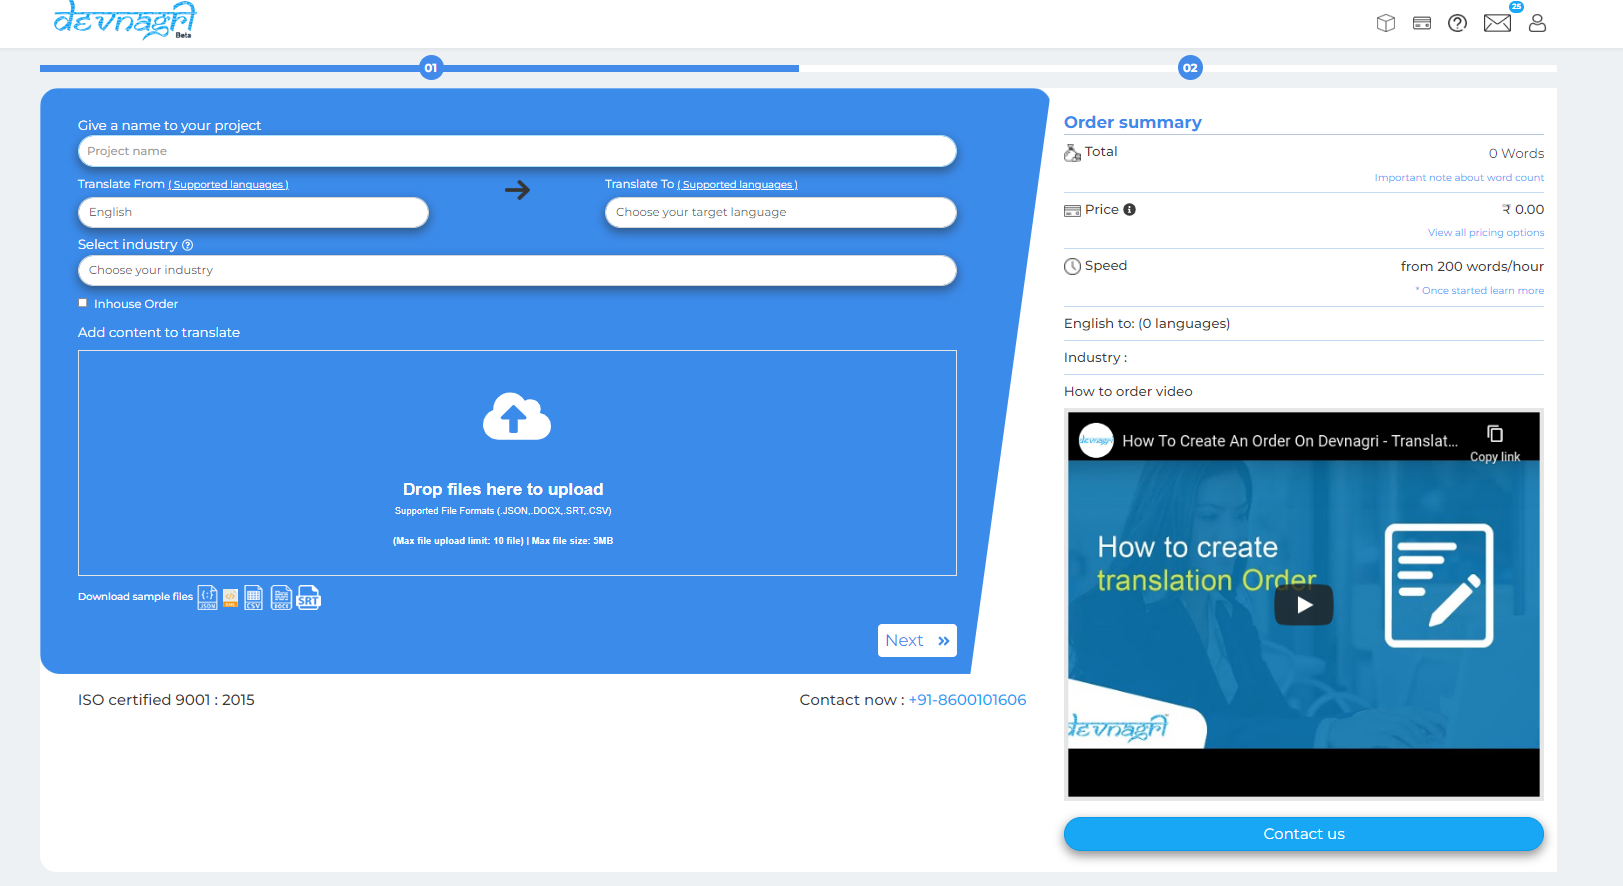 devnagri
Beta
25
01
02
Give a name to your project
Project name
Translate From ( Supported languages )
Translate To ( Supported languages )
English
Choose your target language
Select industry
Choose your industry
Inhouse Order
Add content to translate
Drop files here to upload
Supported File Formats (.JSON,.DOCX,.SRT,.CSV)
(Max file upload limit: 10 file) | Max file size: 5MB
Download sample files
JSON
CSV
DOCX
SRT
Next »
ISO certified 9001 : 2015
Contact now : +91-8600101606
Order summary
Total
0 Words
Important note about word count
Price
₹ 0.00
View all pricing options
Speed
from 200 words/hour
* Once started learn more
English to: (0 languages)
Industry :
How to order video
devnagri
How To Create An Order On Devnagri - Translat...
Copy link
How to create
translation Order
devnagri
Contact us